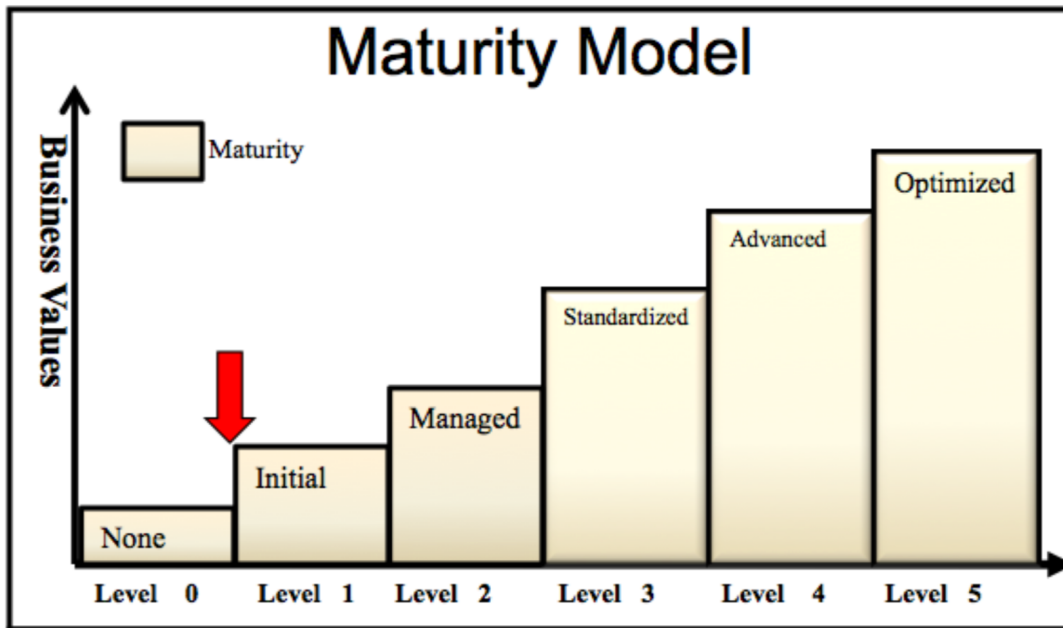 Maturity Model
Business Values
Maturity
Optimized
Advanced
Standardized
Managed
Initial
None
Level 0 Level 1 Level 2 Level 3 Level 4 Level 5